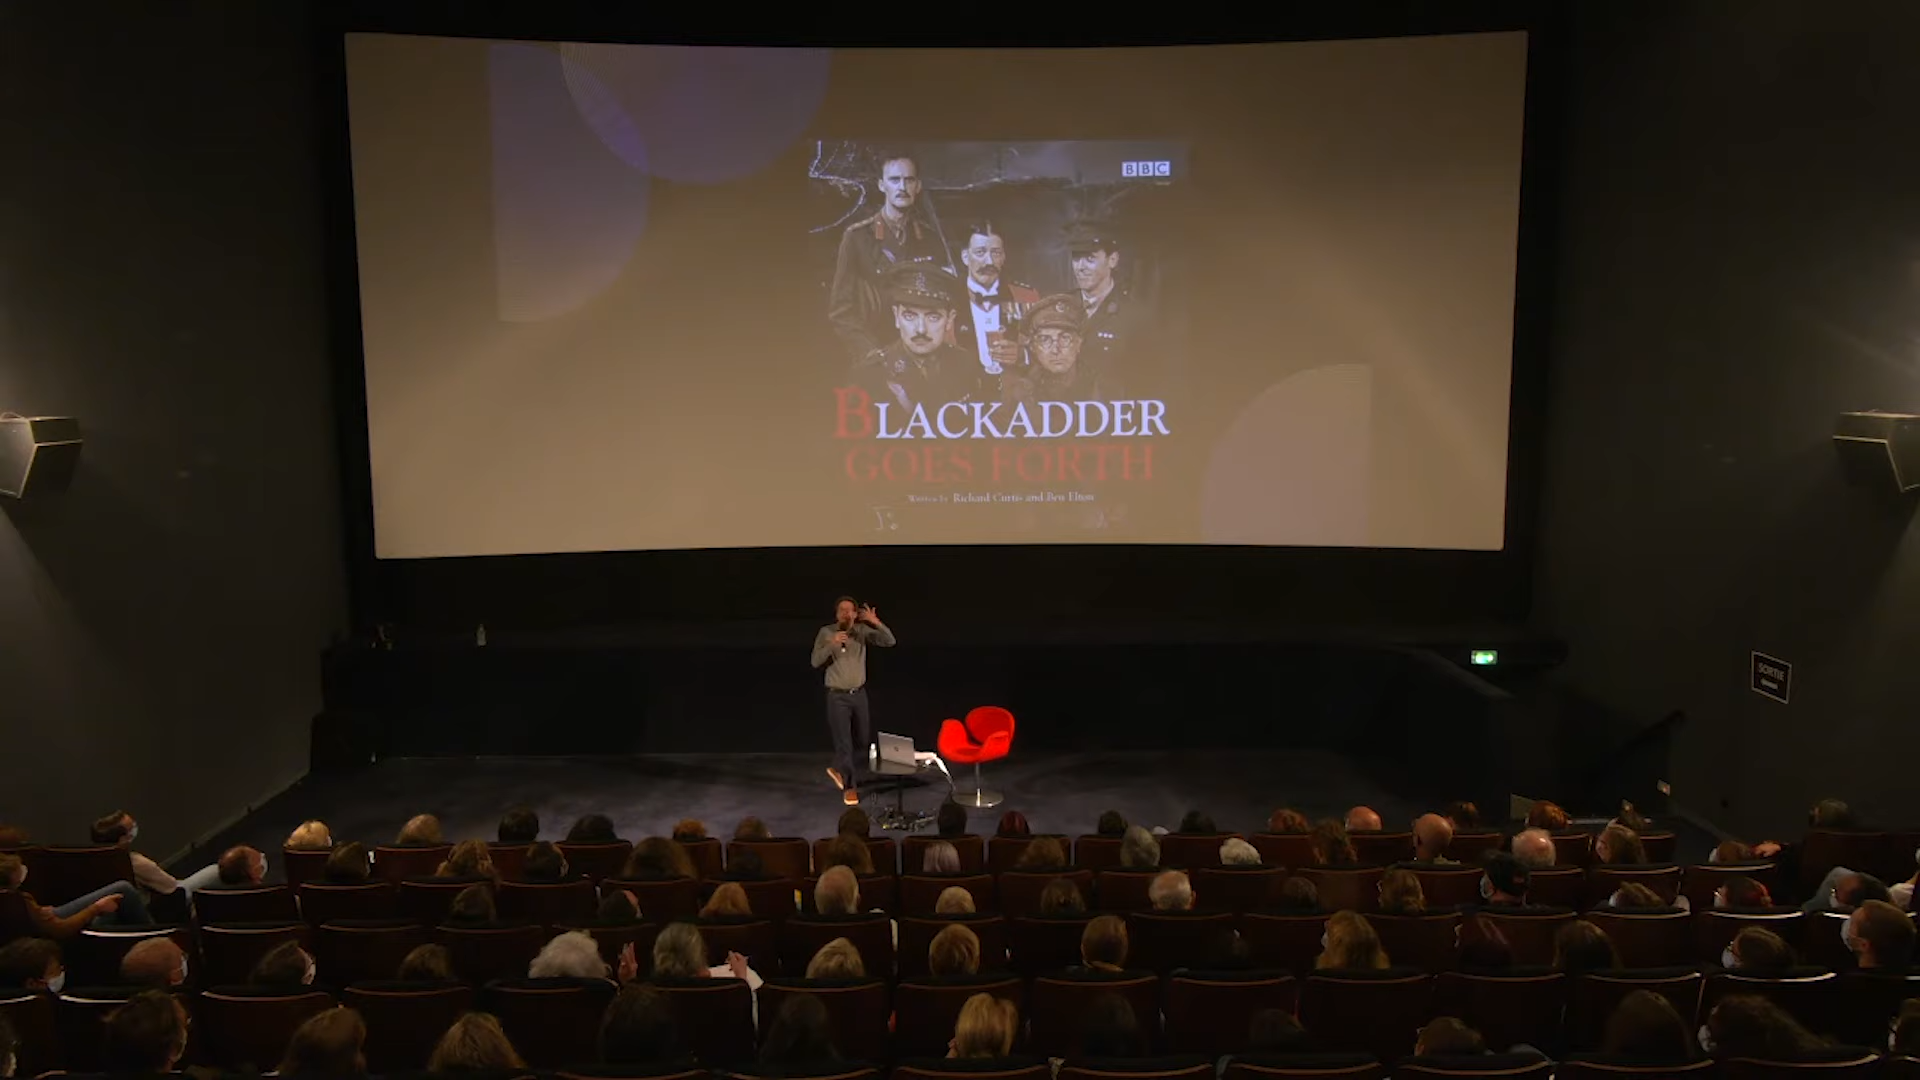 BBC
BLACKADDER
GOES FORTH
Written by Richard Curtis and Ben Elton
SORTIE